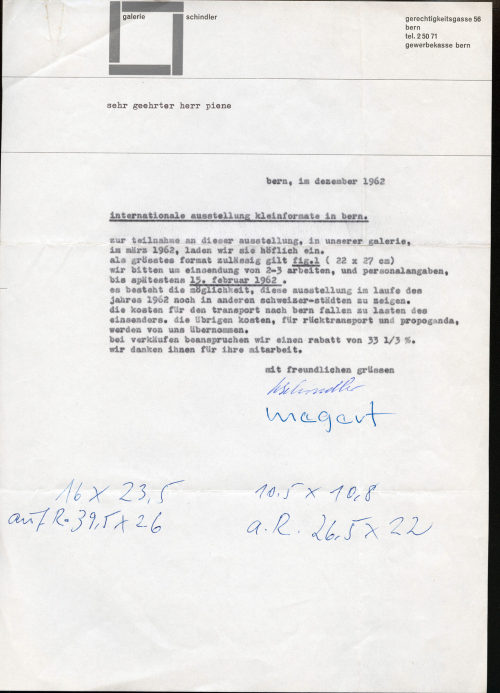 galerie schindler
gerechtigkeitsgasse 56
bern
tel. 2 50 71
gewerbekasse bern
sehr geehrter herr piene
bern, im dezember 1962
internationale ausstellung kleinformate in bern.
zur teilnahme an dieser ausstellung, in unserer galerie,
im märz 1962, laden wir sie höflich ein.
als grösstes format zulässig gilt fig.1 ( 22 x 27 cm)
wir bitten um einsendung von 2-3 arbeiten, und personalangaben,
bis spätestens 15. februar 1962 .
es besteht die möglichkeit, diese ausstellung im laufe des
jahres 1962 noch in anderen schweizer-städten zu zeigen.
die kosten für den transport nach bern fallen zu lasten des
einsenders. die übrigen kosten, für rücktransport und propoganda,
werden von uns übernommen.
bei verkäufen beanspruchen wir einen rabatt von 33 1/3 %.
wir danken ihnen für ihre mitarbeit.
mit freundlichen grüssen
Schindler
megert
16 x 23,5
auf R. 39,5 x 26
10.5 x 10,8
a. R. 26,5 x 22